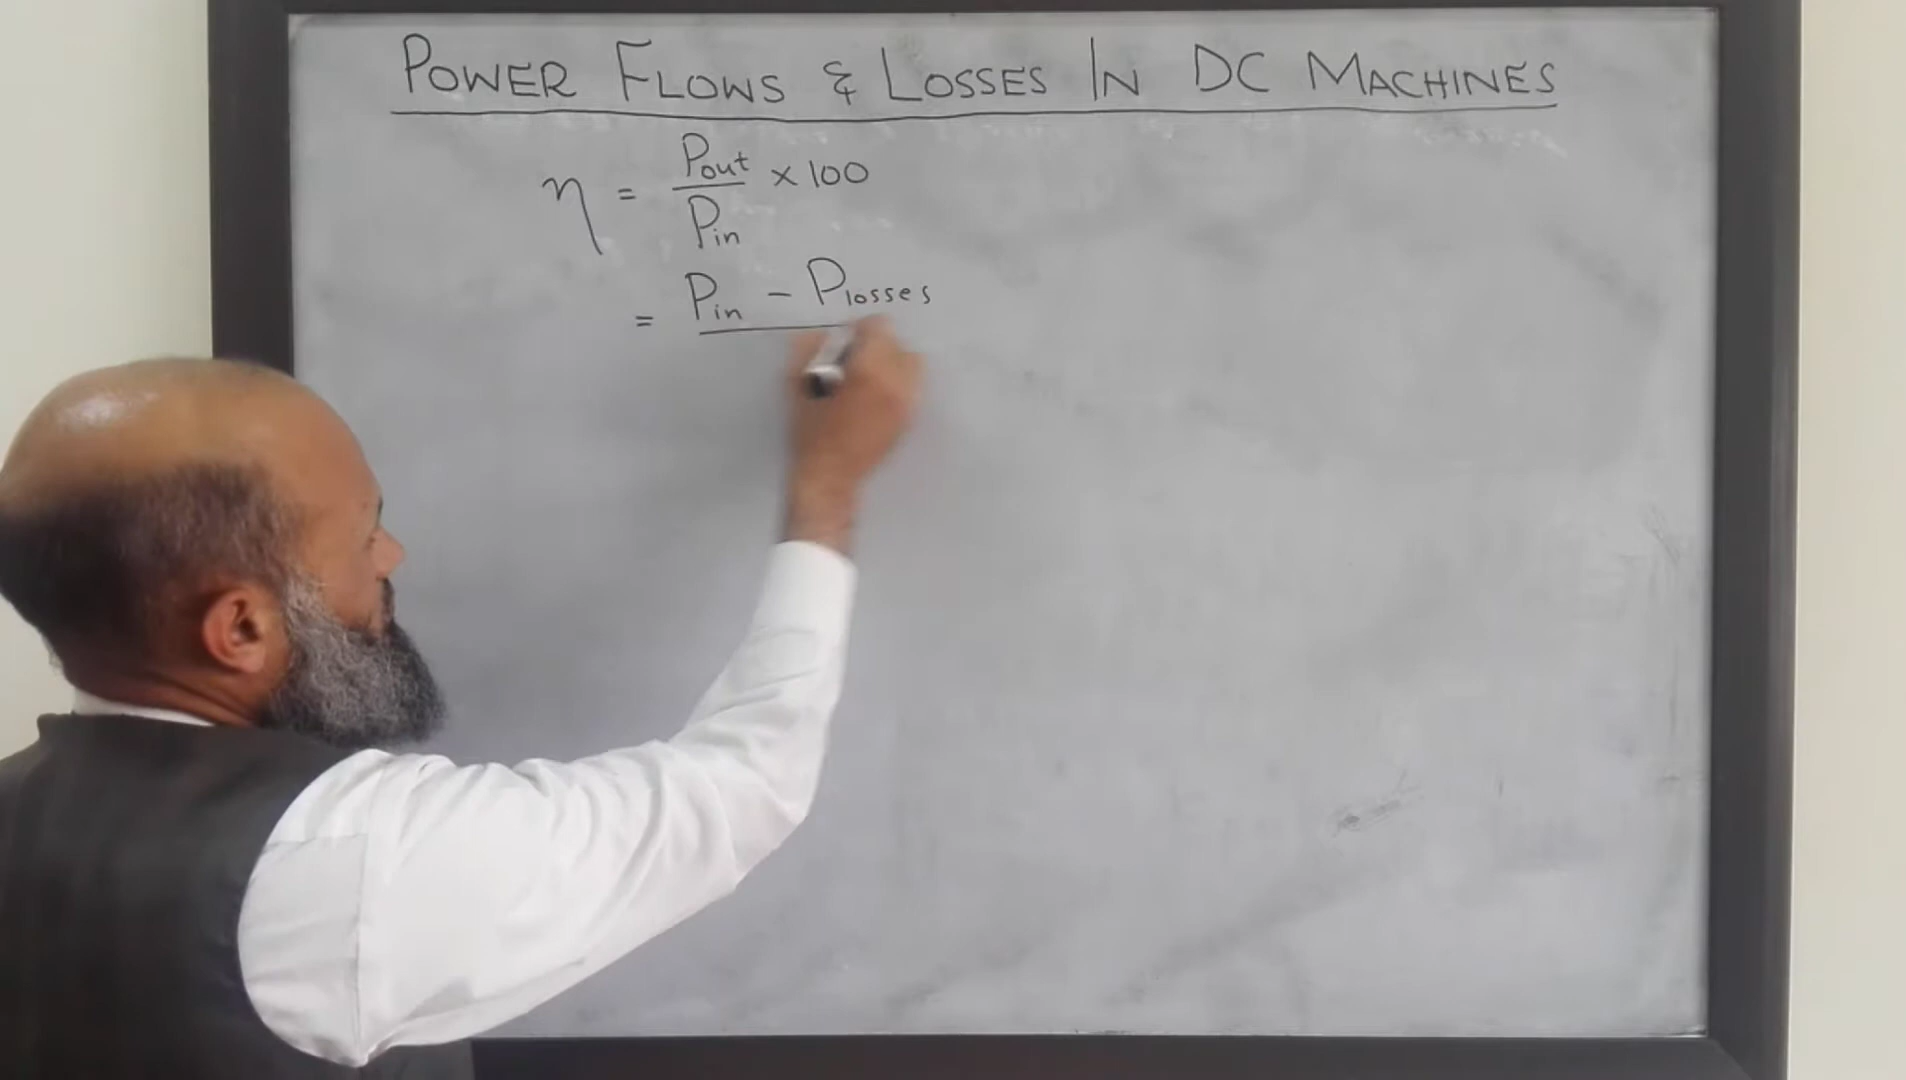 POWER FLOWS & LOSSES IN DC MACHINES
η = Pout / Pin × 100
= Pin - Plosses